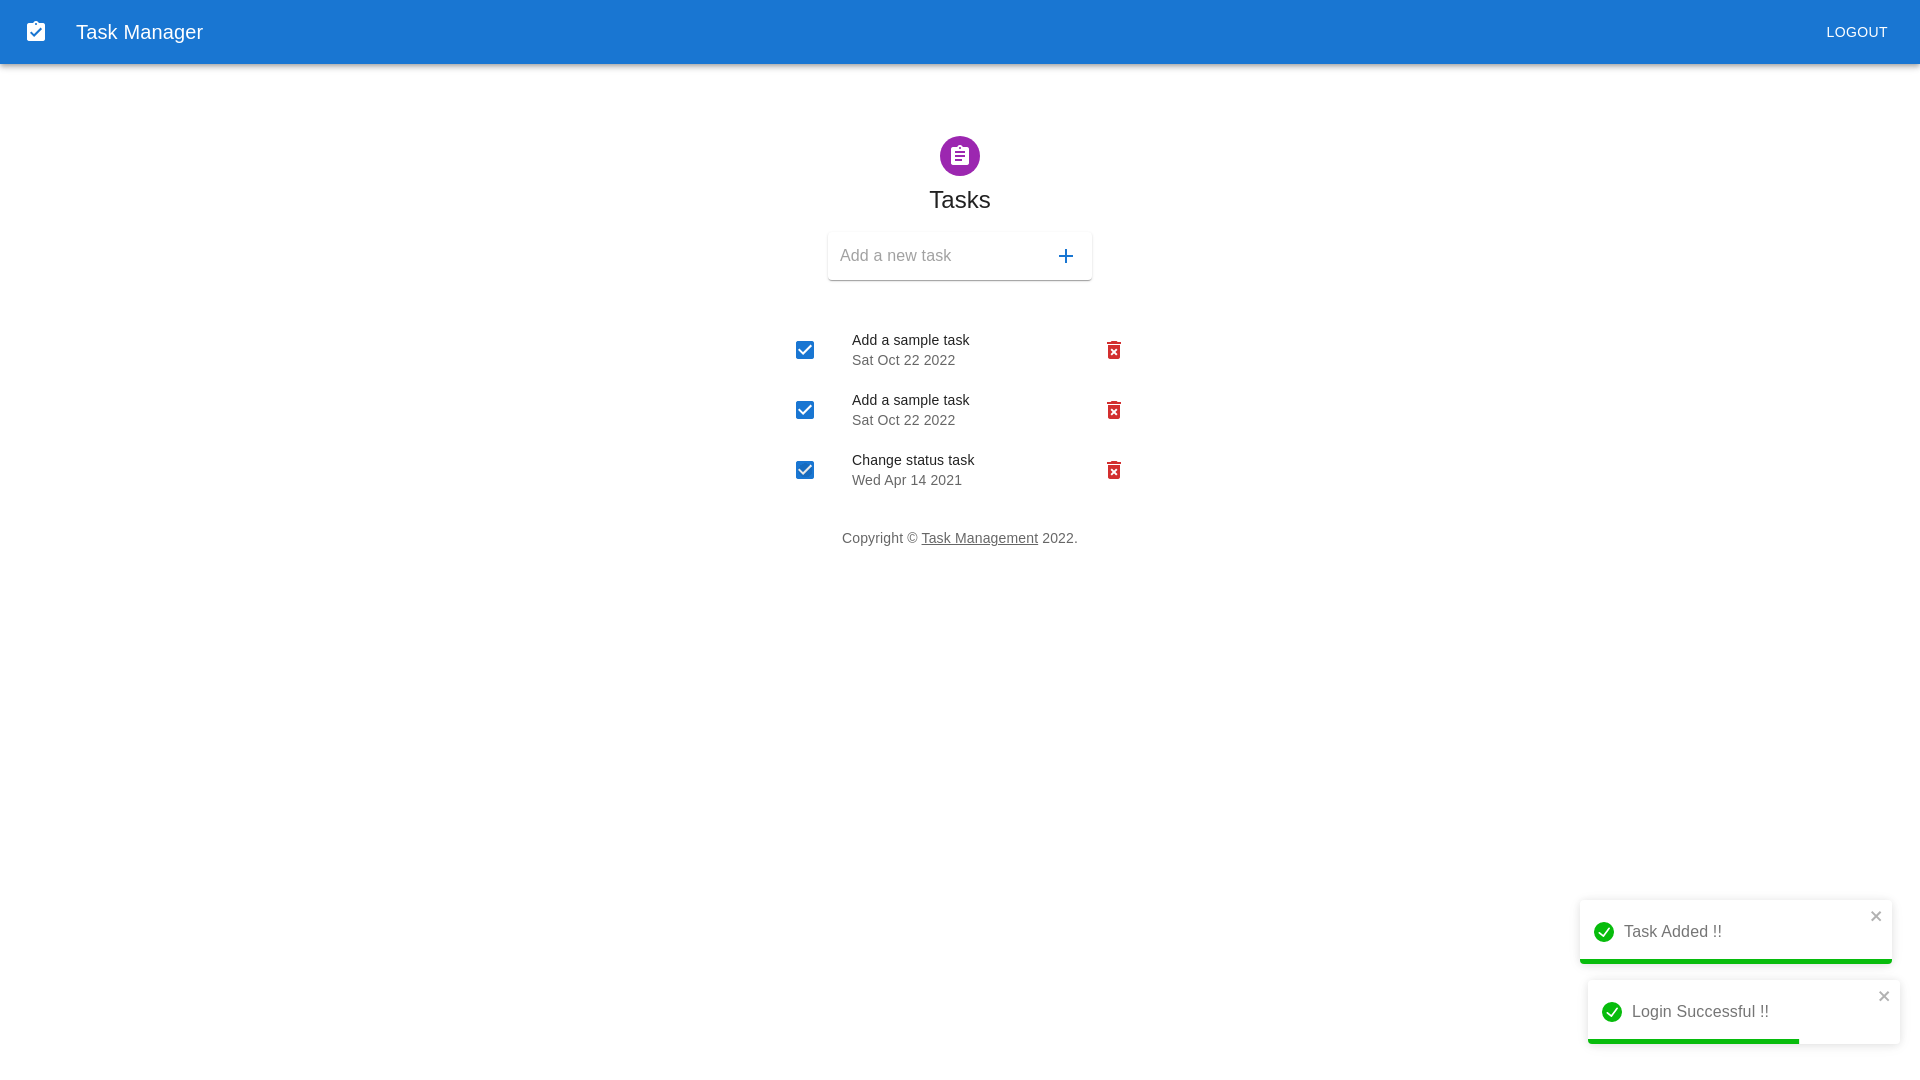 Task Manager
LOGOUT
Tasks
Add a new task
Add a sample task
Sat Oct 22 2022
Add a sample task
Sat Oct 22 2022
Change status task
Wed Apr 14 2021
Copyright © Task Management 2022.
Task Added !!
Login Successful !!